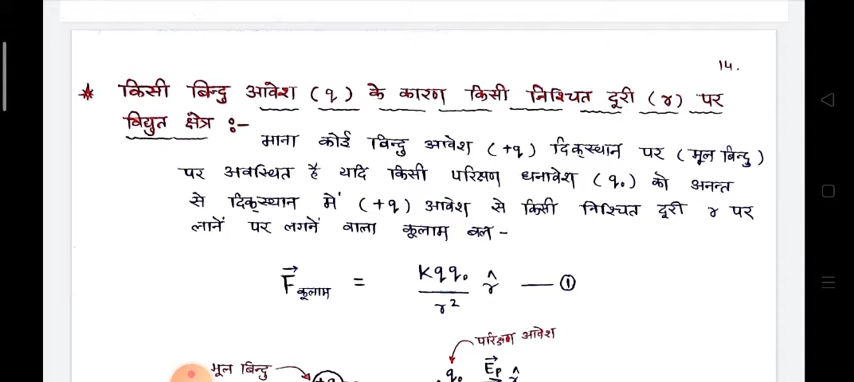 14.
* किसी बिन्दु आवेश (q) के कारण किसी निश्चित दूरी (r) पर
विद्युत क्षेत्र :-
माना कोई बिन्दु आवेश (+q) दिक्स्थान पर (मूल बिन्दु)
पर अवस्थित है यदि किसी परिक्षण धनावेश (q₀) को अनन्त
से दिक्स्थान में (+q) आवेश से किसी निश्चित दूरी r पर
लानें पर लगनें वाला कूलाम बल -
F⃗कूलाम = Kqq₀/r² r̂ — ①
परिक्षण आवेश
मूल बिन्दु +q q₀ E⃗p r̂